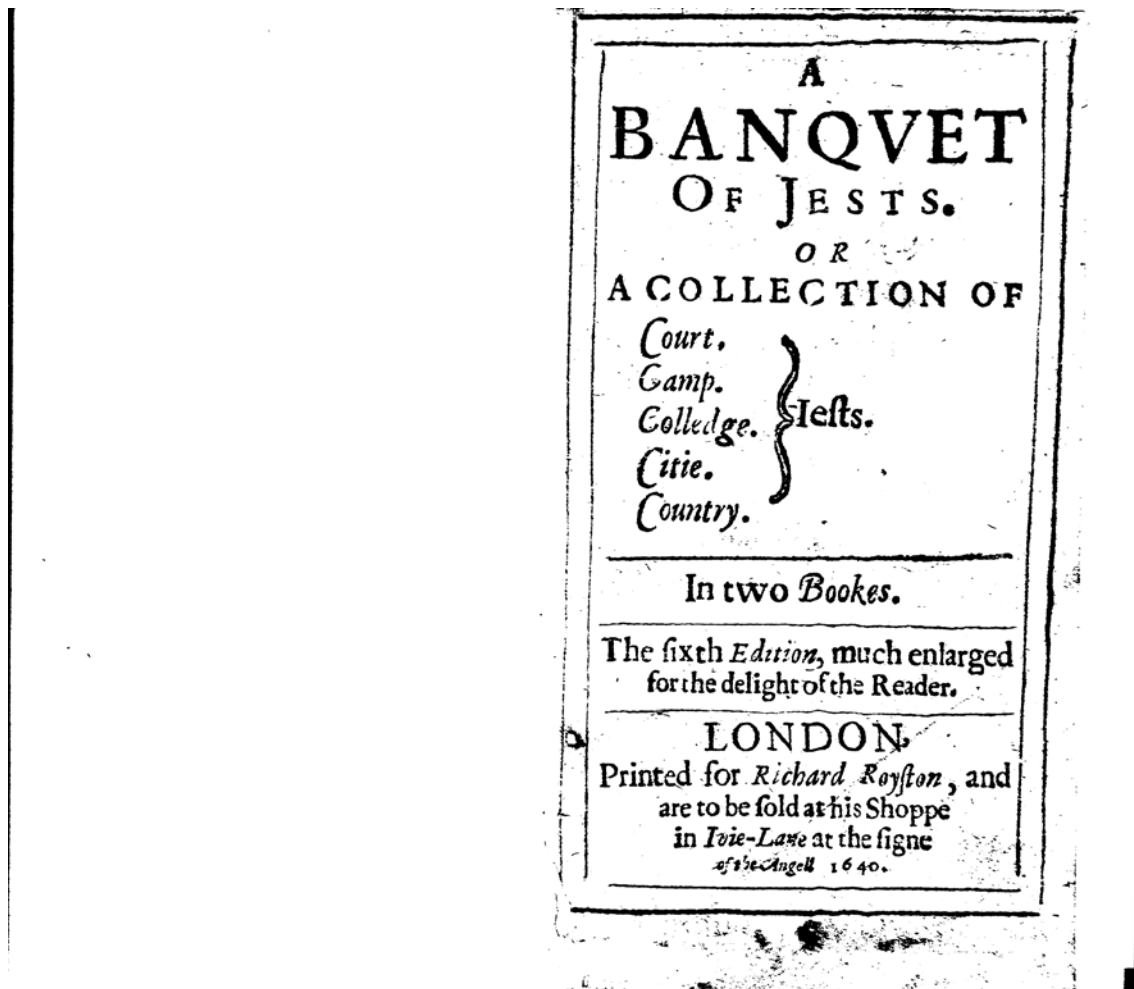 A
BANQVET
OF JESTS.
OR
A COLLECTION OF
Court.
Camp.
Colledge.
Citie.
Country.
Ieſts.
In two Bookes.
The ſixth Edition, much enlarged
for the delight of the Reader.
LONDON,
Printed for Richard Royſton, and
are to be ſold at his Shoppe
in Ivie-Lane at the ſigne
of the Angell 1640.